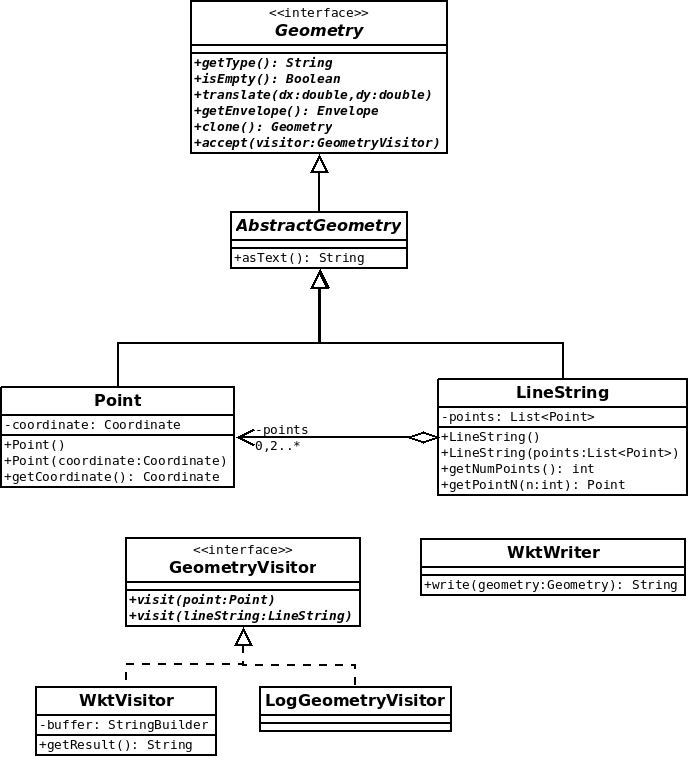 <<interface>>
Geometry
+getType(): String
+isEmpty(): Boolean
+translate(dx:double,dy:double)
+getEnvelope(): Envelope
+clone(): Geometry
+accept(visitor:GeometryVisitor)
AbstractGeometry
+asText(): String
Point
-coordinate: Coordinate
+Point()
+Point(coordinate:Coordinate)
+getCoordinate(): Coordinate
-points
0,2..*
LineString
-points: List<Point>
+LineString()
+LineString(points:List<Point>)
+getNumPoints(): int
+getPointN(n:int): Point
<<interface>>
GeometryVisitor
+visit(point:Point)
+visit(lineString:LineString)
WktWriter
+write(geometry:Geometry): String
WktVisitor
-buffer: StringBuilder
+getResult(): String
LogGeometryVisitor